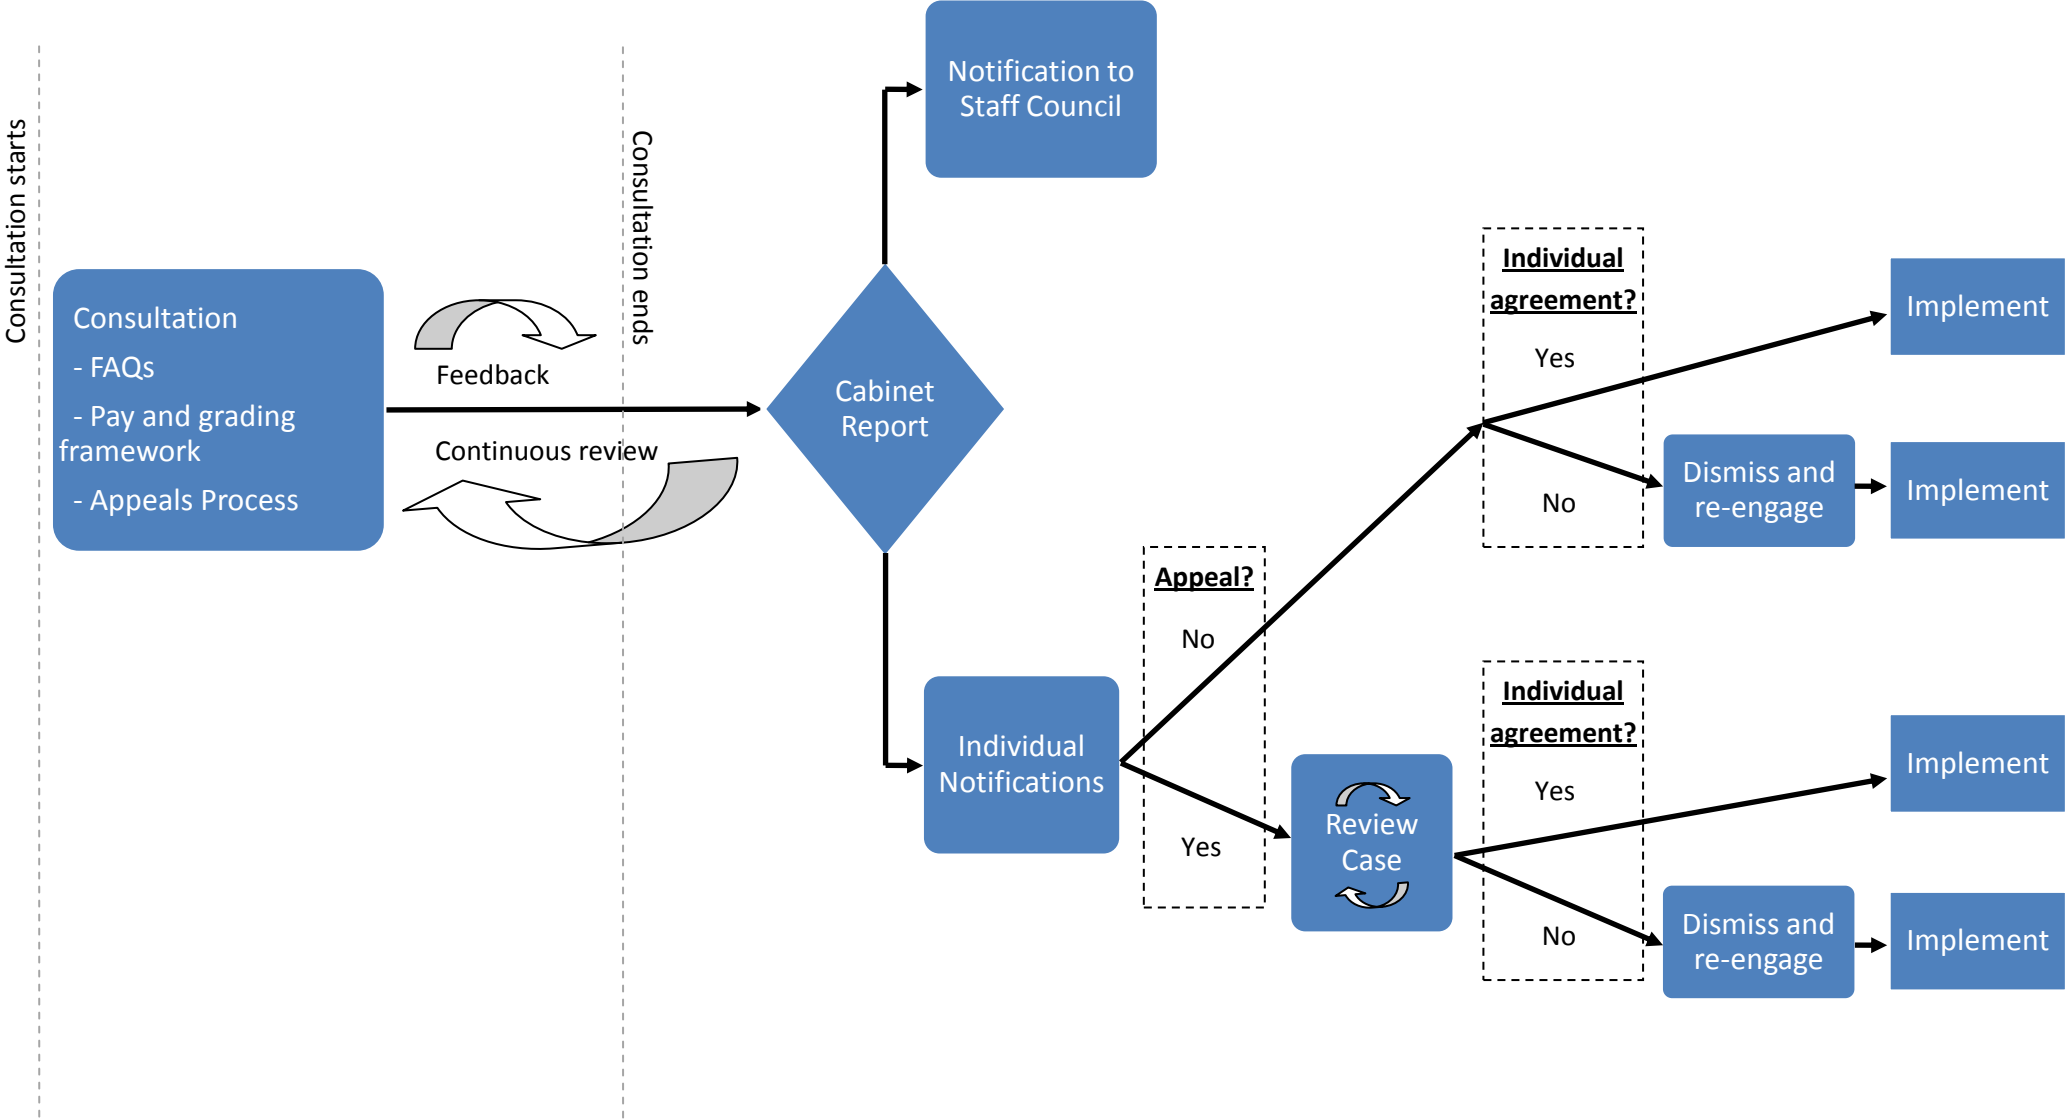 Consultation starts
Consultation
- FAQs
- Pay and grading
framework
- Appeals Process
Feedback
Continuous review
Consultation ends
Cabinet
Report
Notification to
Staff Council
Individual
Notifications
Appeal?
No
Yes
Review
Case
Individual
agreement?
Yes
No
Implement
Dismiss and
re-engage
Implement
Individual
agreement?
Yes
No
Implement
Dismiss and
re-engage
Implement